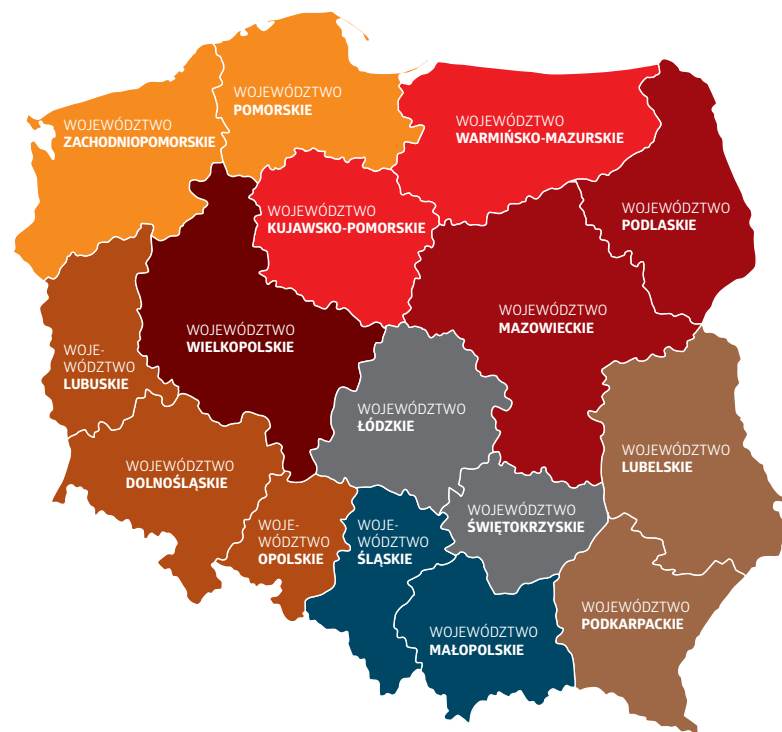 WOJEWÓDZTWO
POMORSKIE
WOJEWÓDZTWO
ZACHODNIOPOMORSKIE
WOJEWÓDZTWO
WARMIŃSKO-MAZURSKIE
WOJEWÓDZTWO
KUJAWSKO-POMORSKIE
WOJEWÓDZTWO
PODLASKIE
WOJEWÓDZTWO
MAZOWIECKIE
WOJEWÓDZTWO
WIELKOPOLSKIE
WOJE-
WÓDZTWO
LUBUSKIE
WOJEWÓDZTWO
ŁÓDZKIE
WOJEWÓDZTWO
LUBELSKIE
WOJEWÓDZTWO
DOLNOŚLĄSKIE
WOJEWÓDZTWO
ŚWIĘTOKRZYSKIE
WOJE-
WÓDZTWO
OPOLSKIE
WOJE-
WÓDZTWO
ŚLĄSKIE
WOJEWÓDZTWO
PODKARPACKIE
WOJEWÓDZTWO
MAŁOPOLSKIE